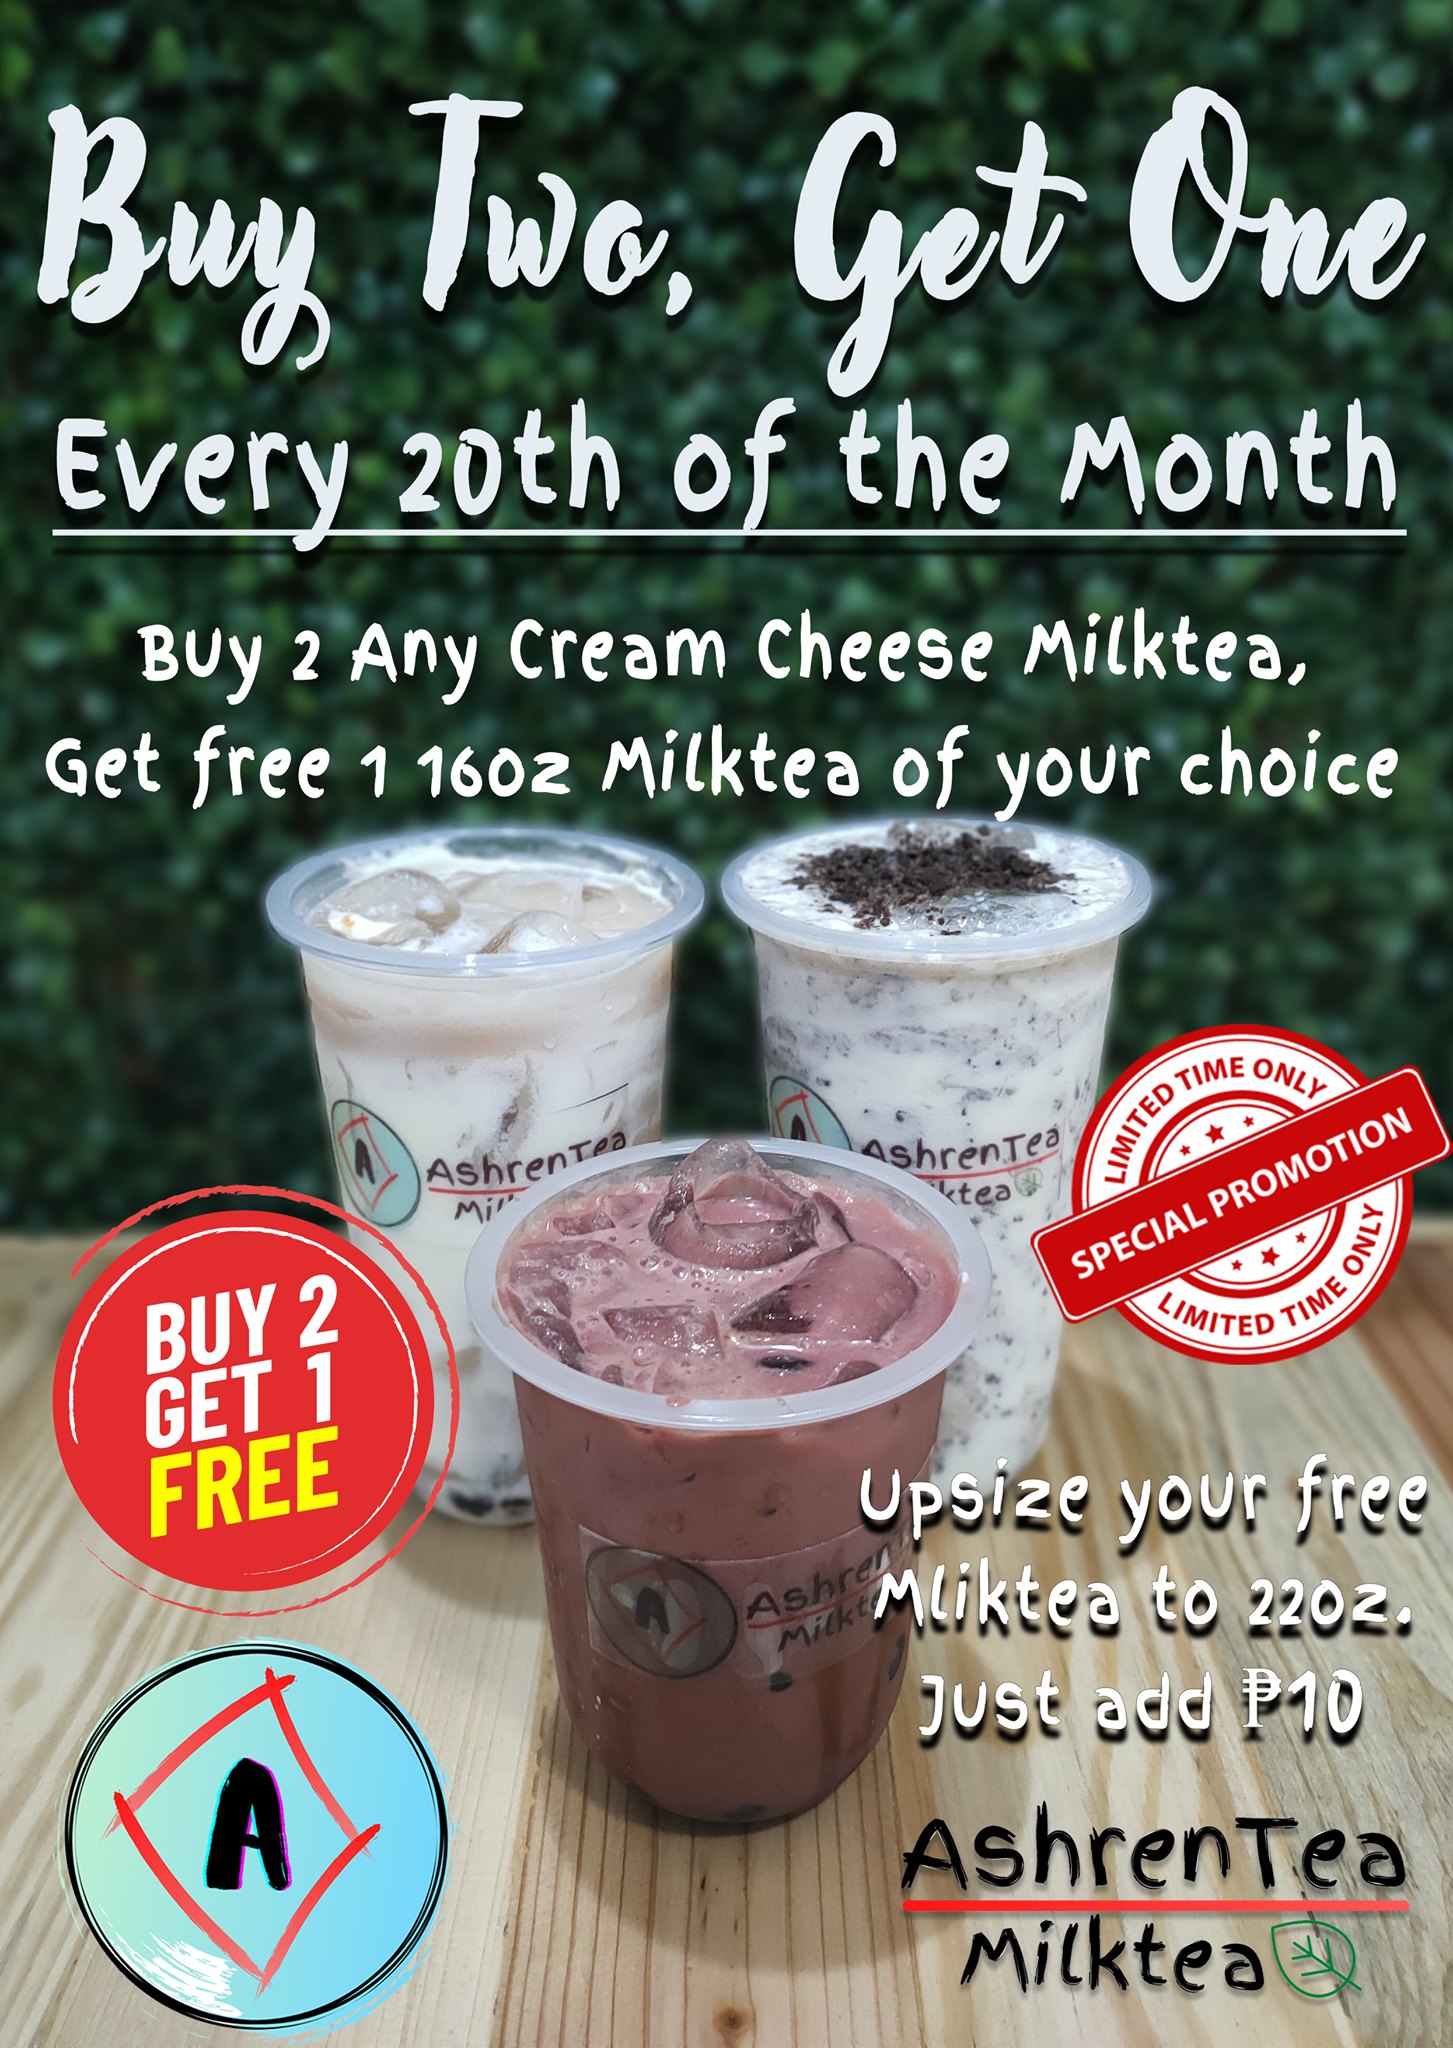 Buy Two, Get One
Every 20th of the Month
Buy 2 Any Cream Cheese Milktea,
Get free 1 16oz Milktea of your choice
AshrenTea
A
A
AshrenTea
LIMITED TIME ONLY
SPECIAL PROMOTION
LIMITED TIME ONLY
BUY 2
GET 1
FREE
Upsize your free
Mliktea to 22oz.
Just add ₱10
A
A
AshrenTea
Milktea